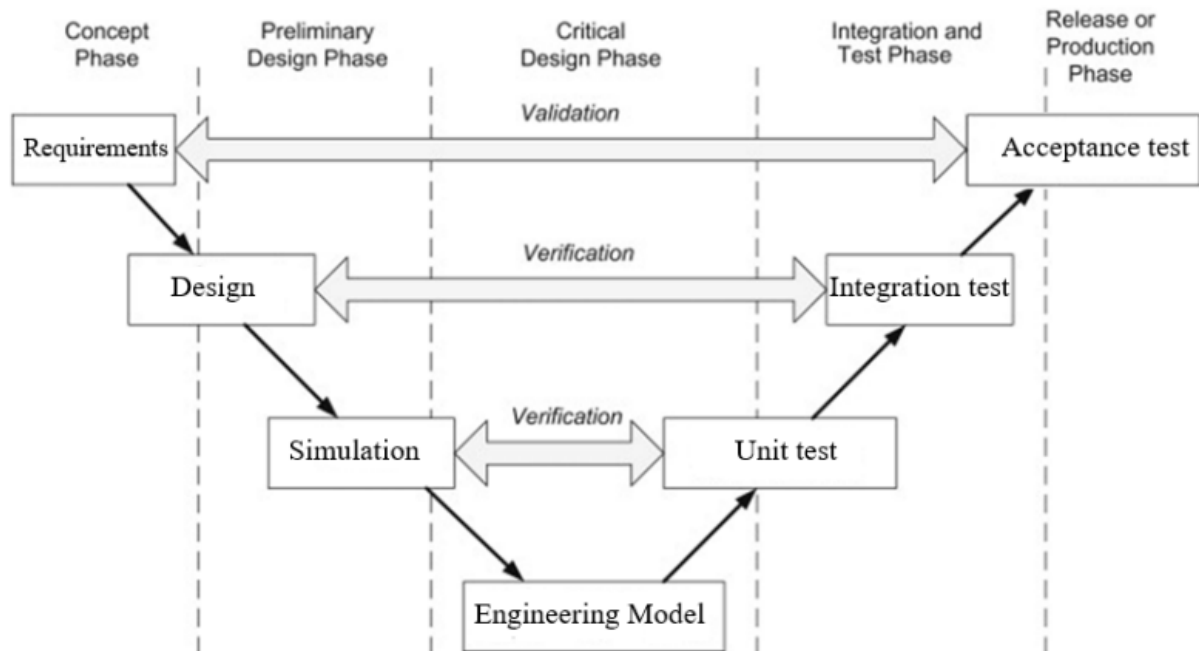 Concept
Phase
Preliminary
Design Phase
Critical
Design Phase
Integration and
Test Phase
Release or
Production
Phase
Validation
Requirements
Acceptance test
Verification
Design
Integration test
Verification
Simulation
Unit test
Engineering Model